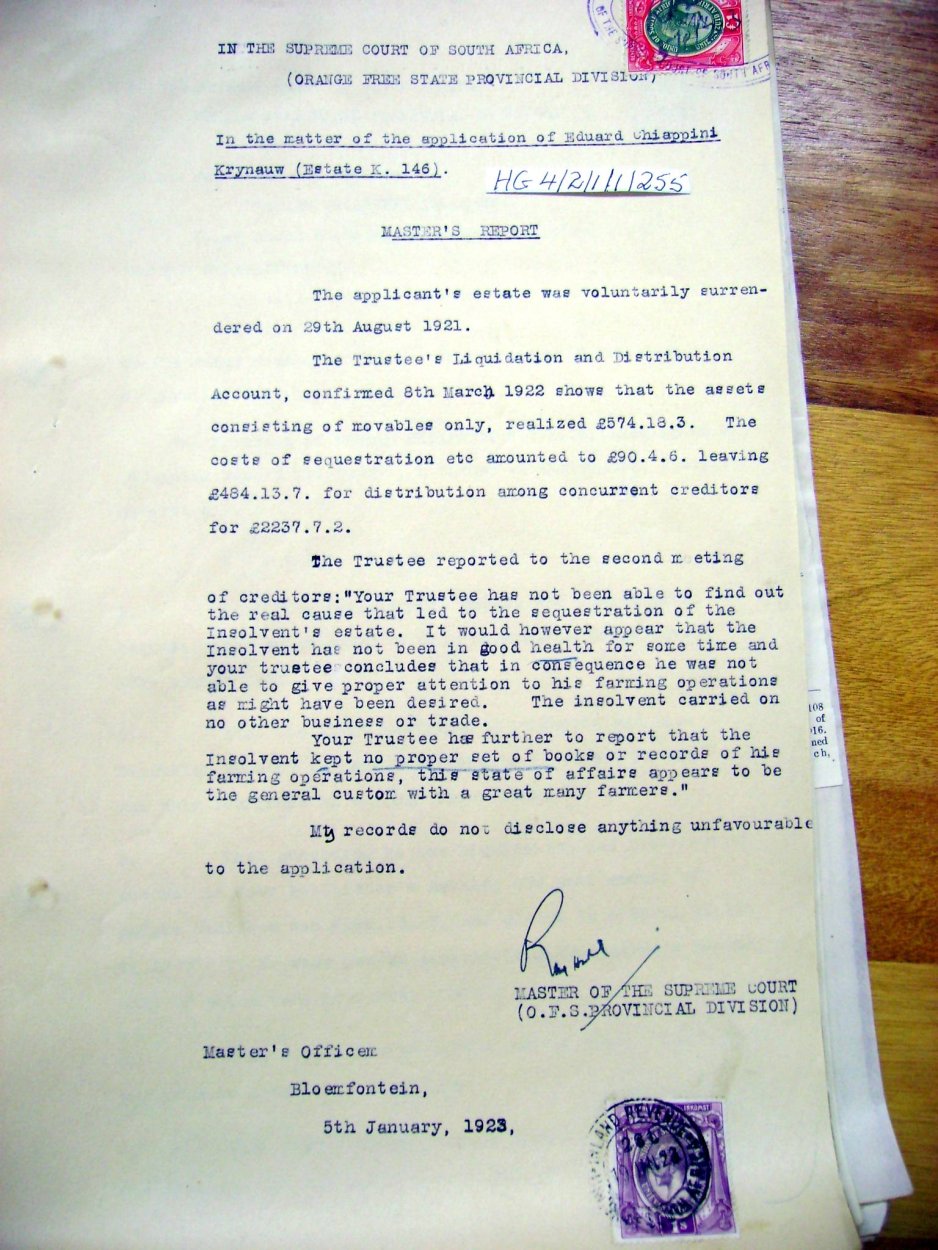 IN THE SUPREME COURT OF SOUTH AFRICA,
(ORANGE FREE STATE PROVINCIAL DIVISION)
In the matter of the application of Eduard Chiappini
Krynauw (Estate K. 146).
HG 4/2/1/1/1255
MASTER'S REPORT
The applicant's estate was voluntarily surren-
dered on 29th August 1921.
The Trustee's Liquidation and Distribution
Account, confirmed 8th March 1922 shows that the assets
consisting of movables only, realized £574.18.3. The
costs of sequestration etc amounted to £90.4.6. leaving
£484.13.7. for distribution among concurrent creditors
for £2237.7.2.
The Trustee reported to the second m eting
of creditors:"Your Trustee has not been able to find out
the real cause that led to the sequestration of the
Insolvent's estate. It would however appear that the
Insolvent has not been in good health for some time and
your trustee concludes that in consequence he was not
able to give proper attention to his farming operations
as might have been desired. The insolvent carried on
no other business or trade.
Your Trustee has further to report that the
Insolvent kept no proper set of books or records of his
farming operations, this state of affairs appears to be
the general custom with a great many farmers."
My records do not disclose anything unfavourable
to the application.
MASTER OF THE SUPREME COURT
(O.F.S.PROVINCIAL DIVISION)
Master's Office
Bloemfontein,
5th January, 1923,
INLAND REVENUE
108
of
16.
ned
ch,